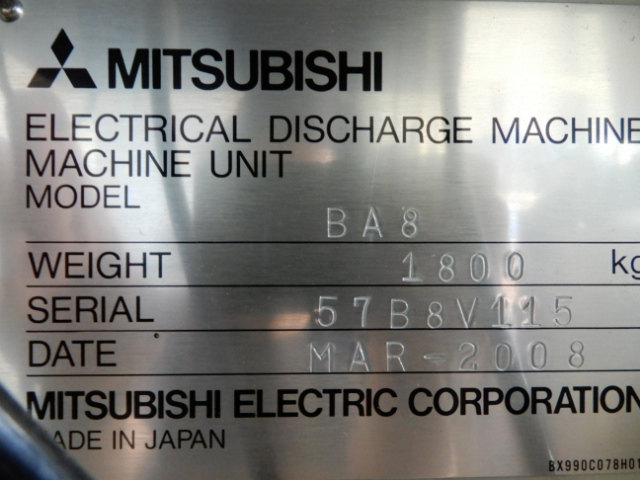 MITSUBISHI
ELECTRICAL DISCHARGE MACHINE
MACHINE UNIT
MODEL BA8
WEIGHT 1800 kg
SERIAL 57B8V115
DATE MAR-2008
MITSUBISHI ELECTRIC CORPORATION
MADE IN JAPAN
BX990C078H01